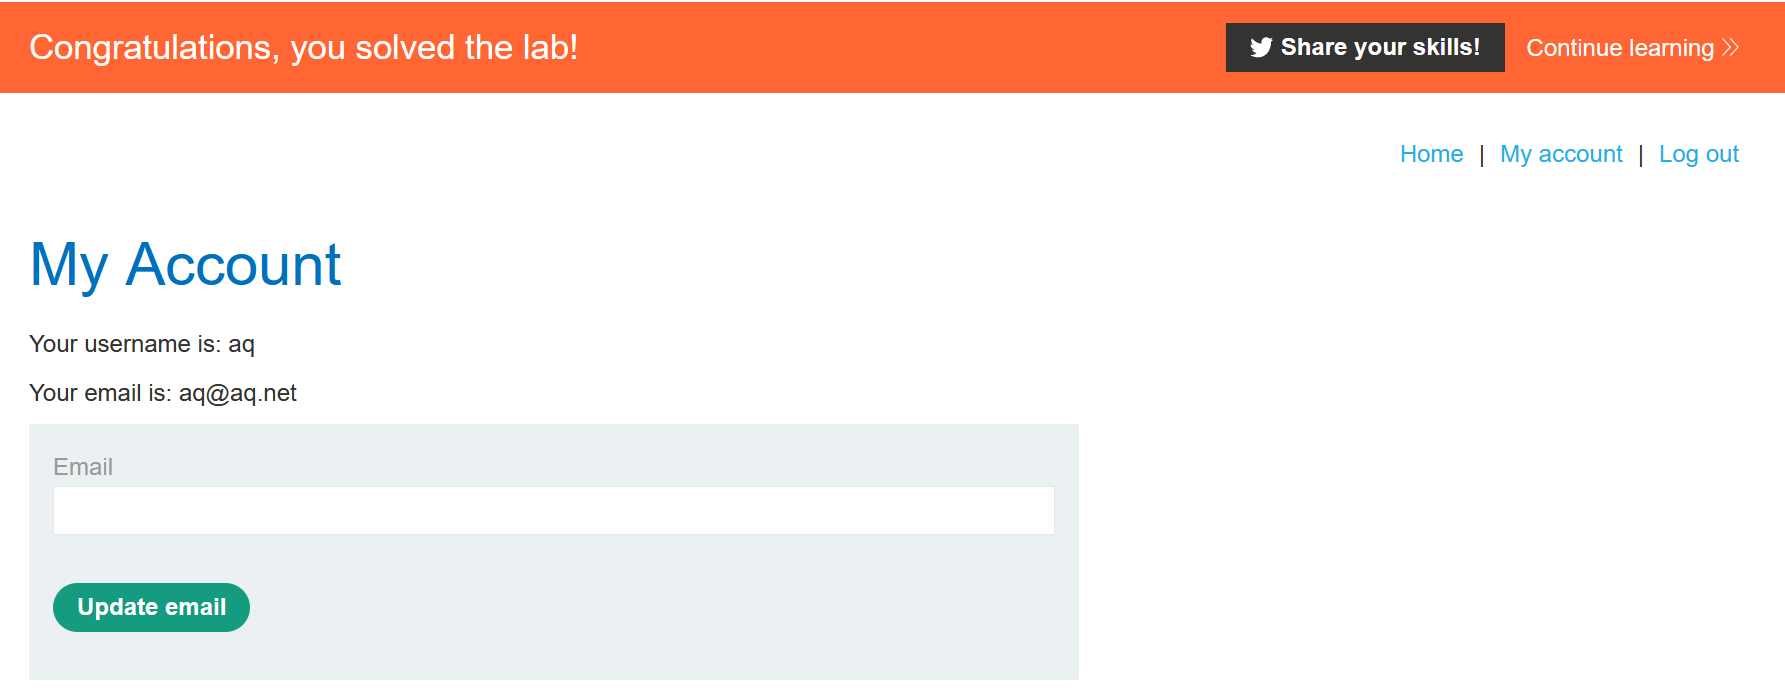 Congratulations, you solved the lab!
Share your skills!
Continue learning
Home | My account | Log out
My Account
Your username is: aq
Your email is: aq@aq.net
Email
Update email